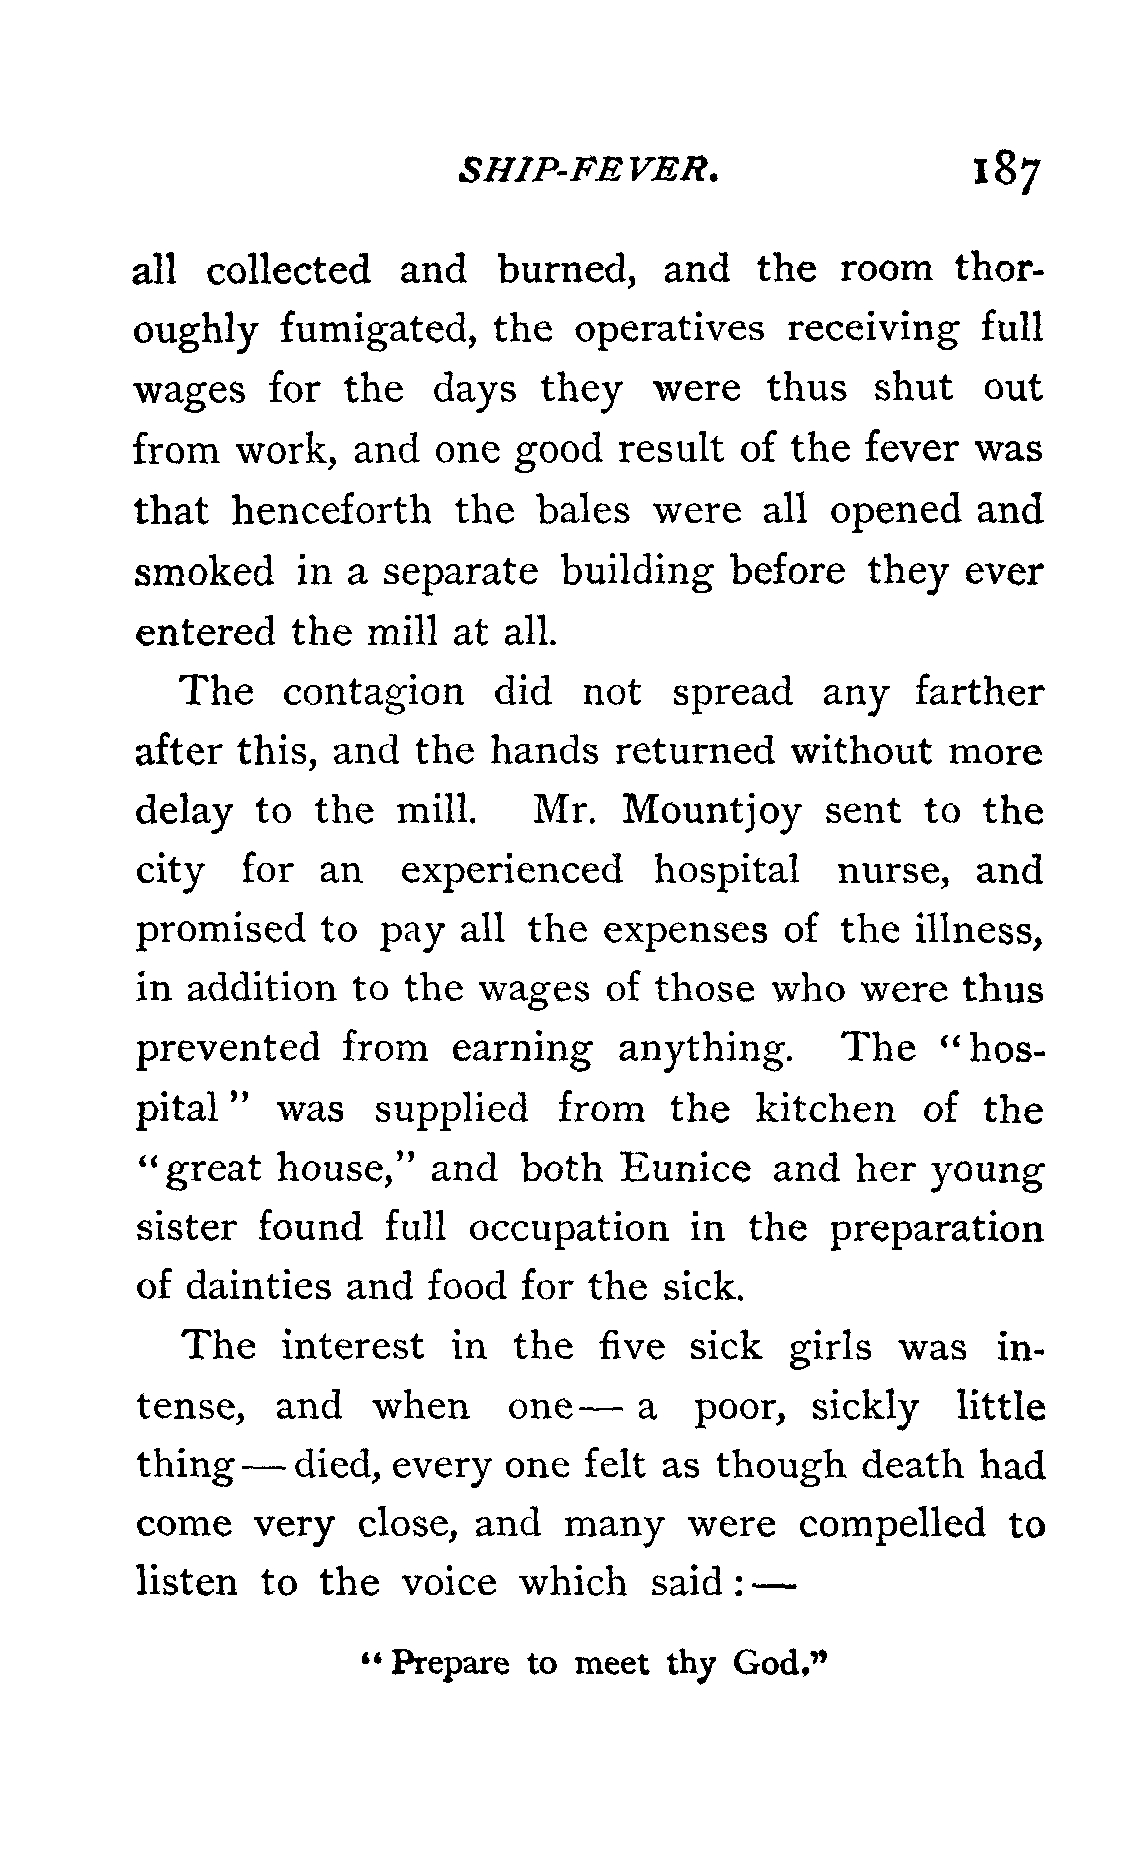 SHIP-FEVER. 187
all collected and burned, and the room thor-
oughly fumigated, the operatives receiving full
wages for the days they were thus shut out
from work, and one good result of the fever was
that henceforth the bales were all opened and
smoked in a separate building before they ever
entered the mill at all.
The contagion did not spread any farther
after this, and the hands returned without more
delay to the mill. Mr. Mountjoy sent to the
city for an experienced hospital nurse, and
promised to pay all the expenses of the illness,
in addition to the wages of those who were thus
prevented from earning anything. The "hos-
pital" was supplied from the kitchen of the
"great house," and both Eunice and her young
sister found full occupation in the preparation
of dainties and food for the sick.
The interest in the five sick girls was in-
tense, and when one— a poor, sickly little
thing—died, every one felt as though death had
come very close, and many were compelled to
listen to the voice which said:—
"Prepare to meet thy God."